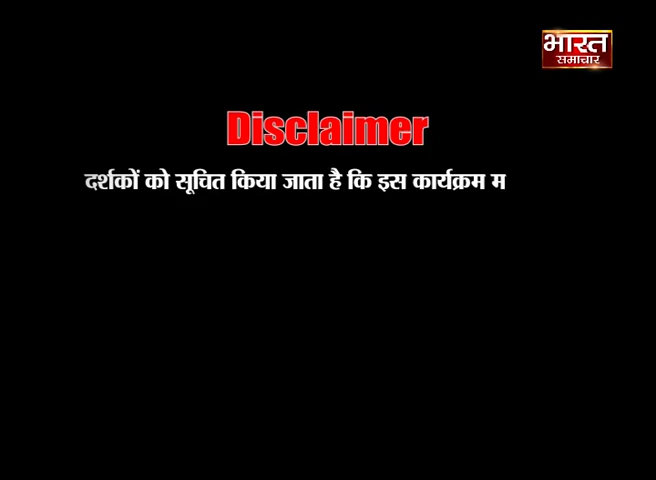 भारत
समाचार
Disclaimer
दर्शकों को सूचित किया जाता है कि इस कार्यक्रम म